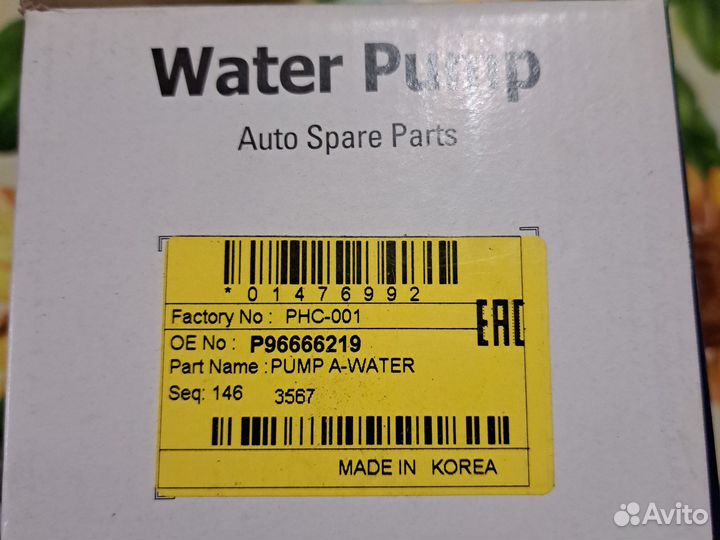 Water Pump
Auto Spare Parts
*01476992
Factory No : PHC-001
EAC
OE No : P96666219
Part Name : PUMP A-WATER
Seq: 146 3567
MADE IN KOREA
Avito